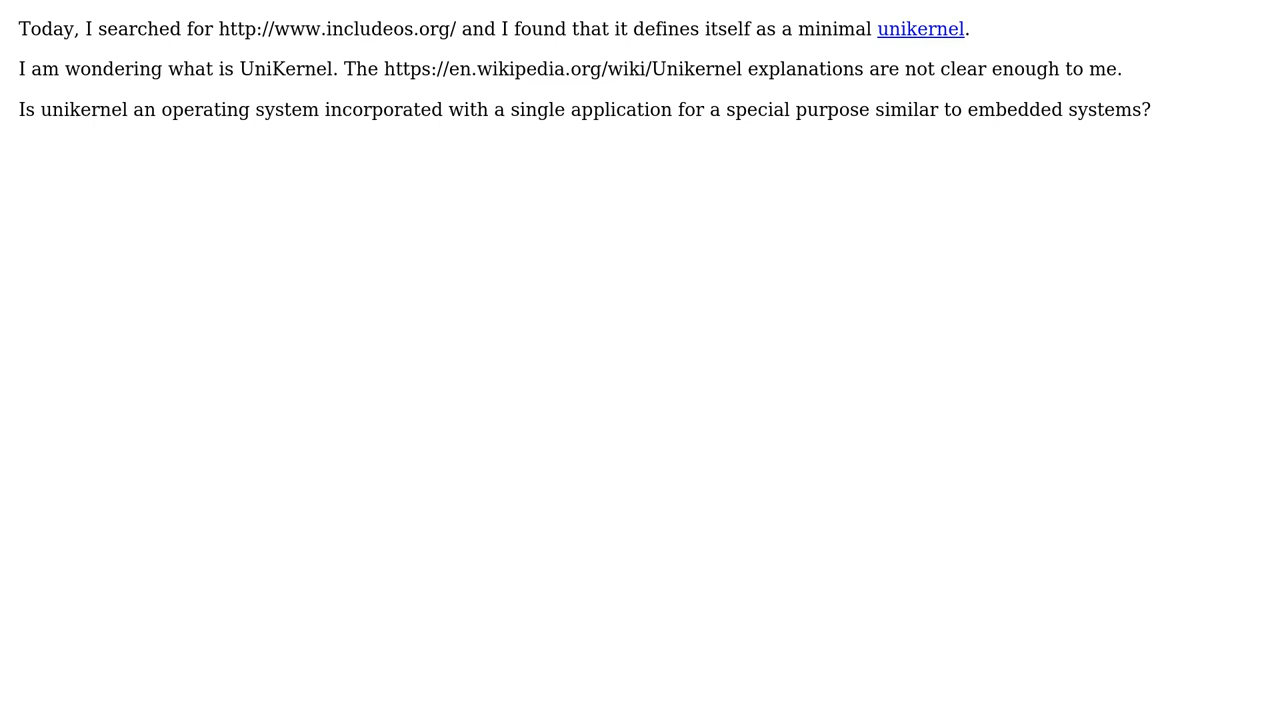 Today, I searched for http://www.includeos.org/ and I found that it defines itself as a minimal unikernel.
I am wondering what is UniKernel. The https://en.wikipedia.org/wiki/Unikernel explanations are not clear enough to me.
Is unikernel an operating system incorporated with a single application for a special purpose similar to embedded systems?